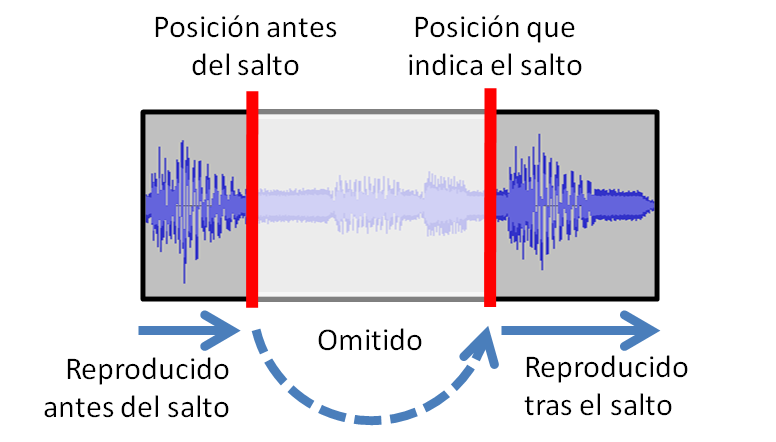 Posición antes
del salto
Posición que
indica el salto
Omitido
Reproducido
antes del salto
Reproducido
tras el salto